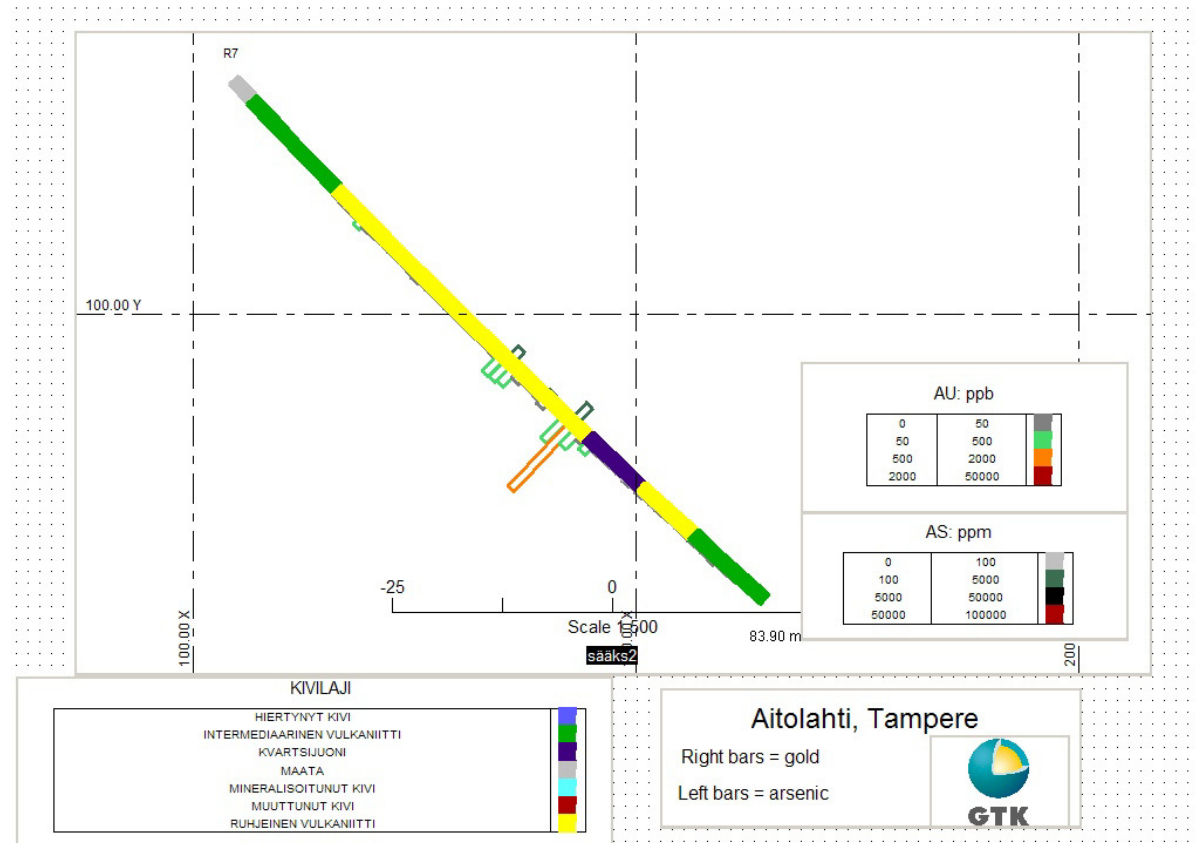 R7
100.00 Y
AU: ppb
0 50
50 500
500 2000
2000 50000
AS: ppm
0 100
100 5000
5000 50000
50000 100000
-25 0
Scale 1:500
83.90 m
sääks2
100.00 X
200
KIVILAJI
HIERTYNYT KIVI
INTERMEDIAARINEN VULKANIITTI
KVARTSIJUONI
MAATA
MINERALISOITUNUT KIVI
MUUTTUNUT KIVI
RUHJEINEN VULKANIITTI
Aitolahti, Tampere
Right bars = gold
Left bars = arsenic
GTK